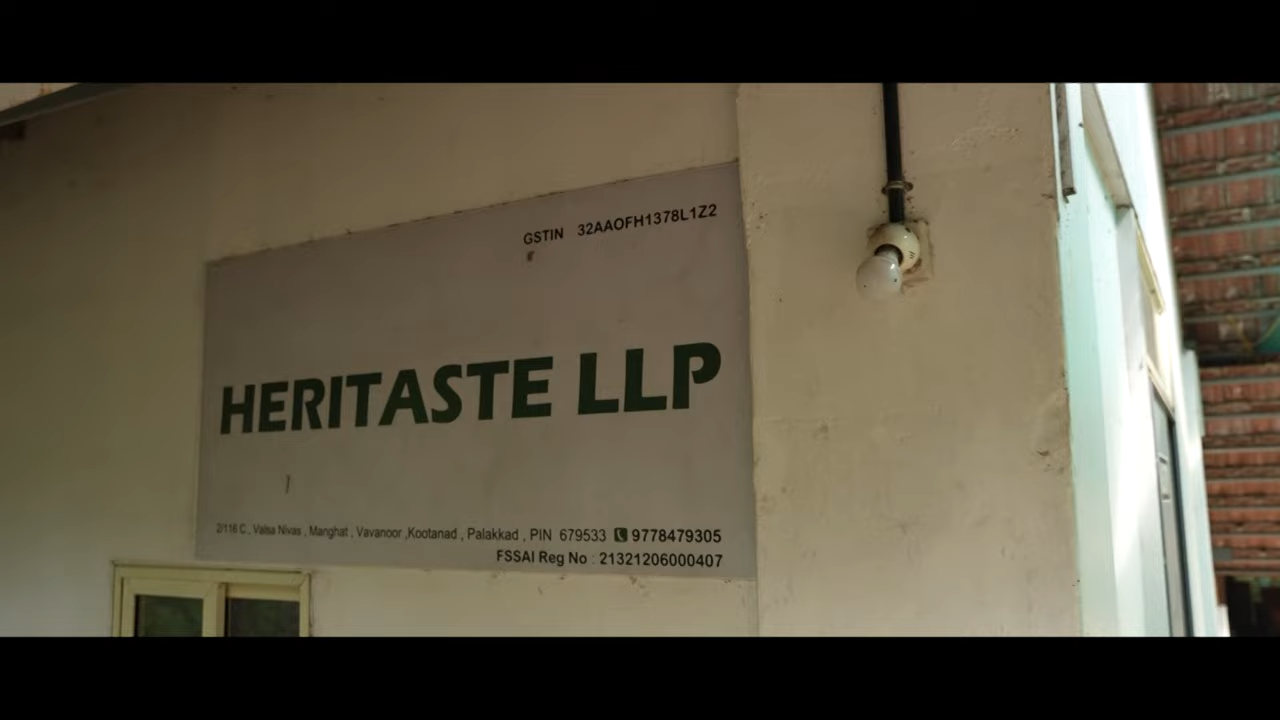 GSTIN 32AAOFH1378L1Z2
HERITASTE LLP
2/116 C , Valsa Nivas , Manghat , Vavanoor ,Kootanad , Palakkad , PIN 679533 9778479305
FSSAI Reg No : 21321206000407